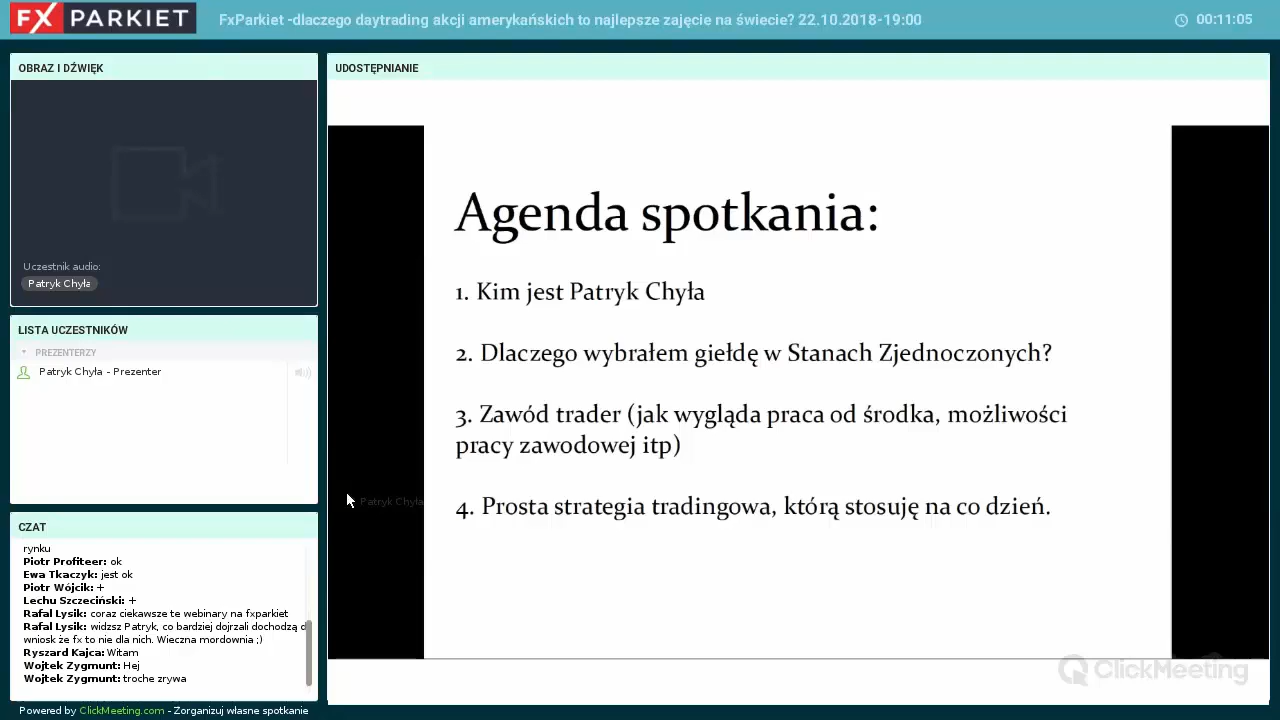 FX PARKIET
FxParkiet -dlaczego daytrading akcji amerykańskich to najlepsze zajęcie na świecie? 22.10.2018-19:00
00:11:05
OBRAZ I DŹWIĘK
Uczestnik audio:
Patryk Chyła
LISTA UCZESTNIKÓW
PREZENTERZY
Patryk Chyła - Prezenter
CZAT
rynku
Piotr Profiteer: ok
Ewa Tkaczyk: jest ok
Piotr Wójcik: +
Lechu Szczeciński: +
Rafal Lysik: coraz ciekawsze te webinary na fxparkiet
Rafal Lysik: widzsz Patryk, co bardziej dojrzali dochodzą d
wniosk że fx to nie dla nich. Wieczna mordownia ;)
Ryszard Kajca: Witam
Wojtek Zygmunt: Hej
Wojtek Zygmunt: troche zrywa
Powered by ClickMeeting.com - Zorganizuj własne spotkanie
UDOSTĘPNIANIE
Agenda spotkania:
1. Kim jest Patryk Chyła
2. Dlaczego wybrałem giełdę w Stanach Zjednoczonych?
3. Zawód trader (jak wygląda praca od środka, możliwości
pracy zawodowej itp)
4. Prosta strategia tradingowa, którą stosuję na co dzień.
Patryk Chyła
ClickMeeting